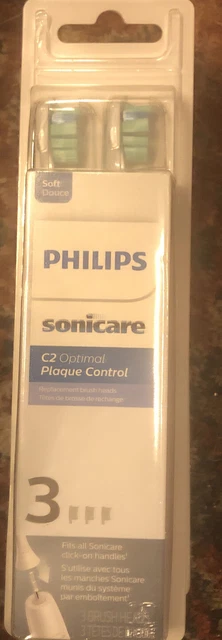 Soft
Douce
PHILIPS
sonicare
C2 Optimal
Plaque Control
Replacement brush heads
Têtes de brosse de rechange
3
Fits all Sonicare
click-on handles
S'utilise avec tous
les manches Sonicare
munis du système
par emboîtement